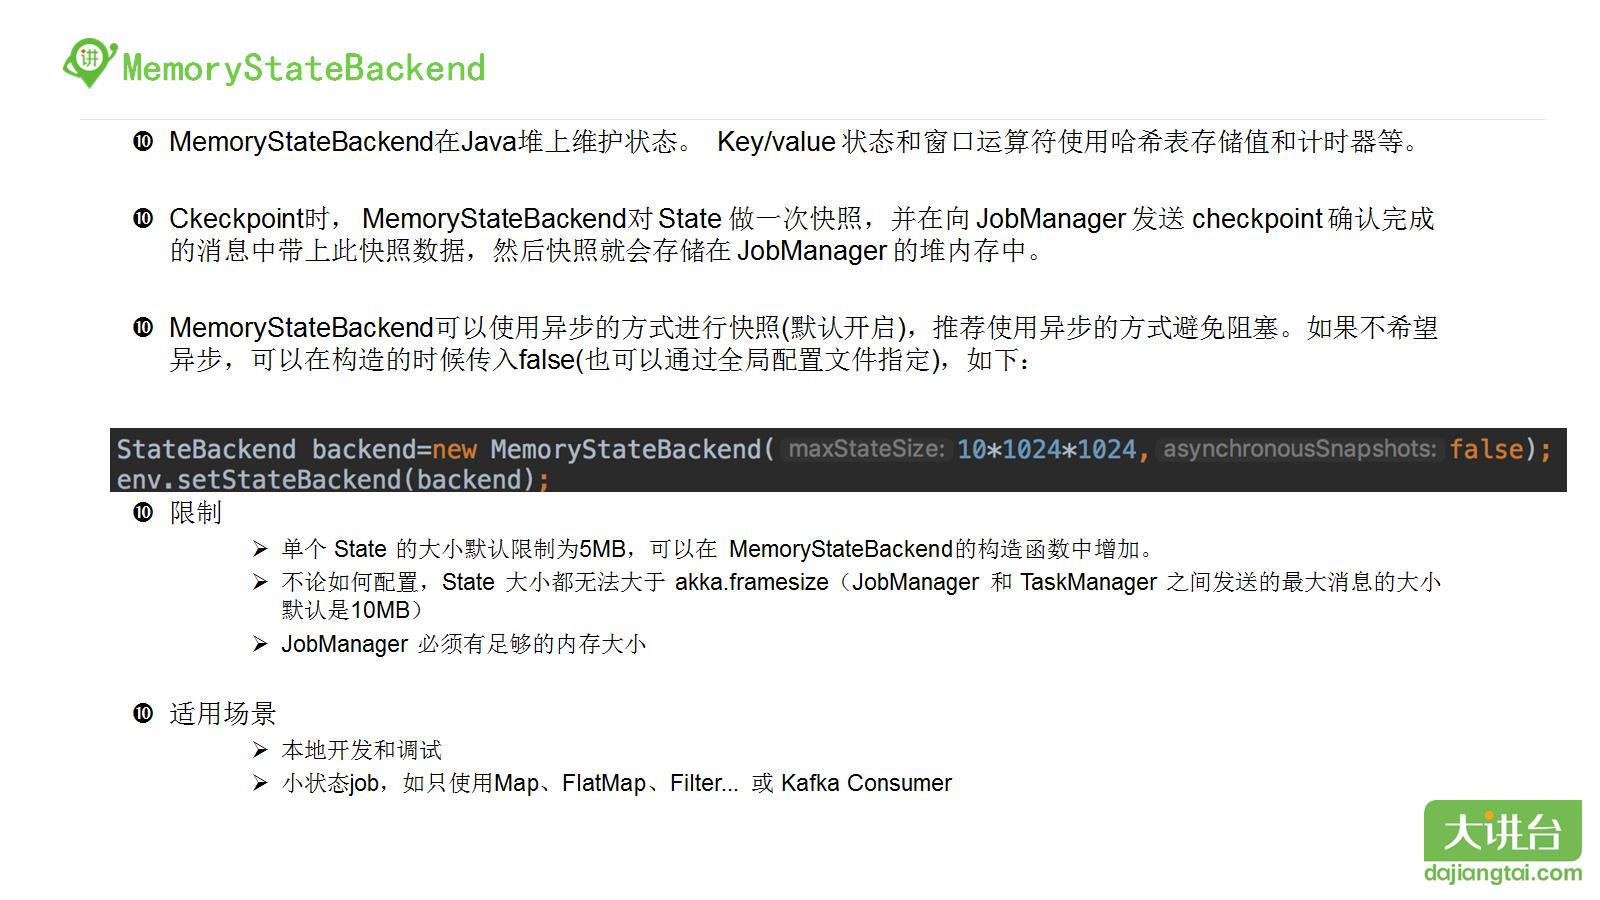 讲
MemoryStateBackend
❿ MemoryStateBackend在Java堆上维护状态。 Key/value 状态和窗口运算符使用哈希表存储值和计时器等。
❿ Ckeckpoint时， MemoryStateBackend对 State 做一次快照，并在向 JobManager 发送 checkpoint 确认完成
的消息中带上此快照数据，然后快照就会存储在 JobManager 的堆内存中。
❿ MemoryStateBackend可以使用异步的方式进行快照(默认开启)，推荐使用异步的方式避免阻塞。如果不希望
异步，可以在构造的时候传入false(也可以通过全局配置文件指定)，如下：
StateBackend backend=new MemoryStateBackend( maxStateSize: 10*1024*1024, asynchronousSnapshots: false);
env.setStateBackend(backend);
❿ 限制
➢ 单个 State 的大小默认限制为5MB，可以在 MemoryStateBackend的构造函数中增加。
➢ 不论如何配置，State 大小都无法大于 akka.framesize（JobManager 和 TaskManager 之间发送的最大消息的大小
默认是10MB）
➢ JobManager 必须有足够的内存大小
❿ 适用场景
➢ 本地开发和调试
➢ 小状态job，如只使用Map、FlatMap、Filter... 或 Kafka Consumer
大讲台
dajiangtai.com